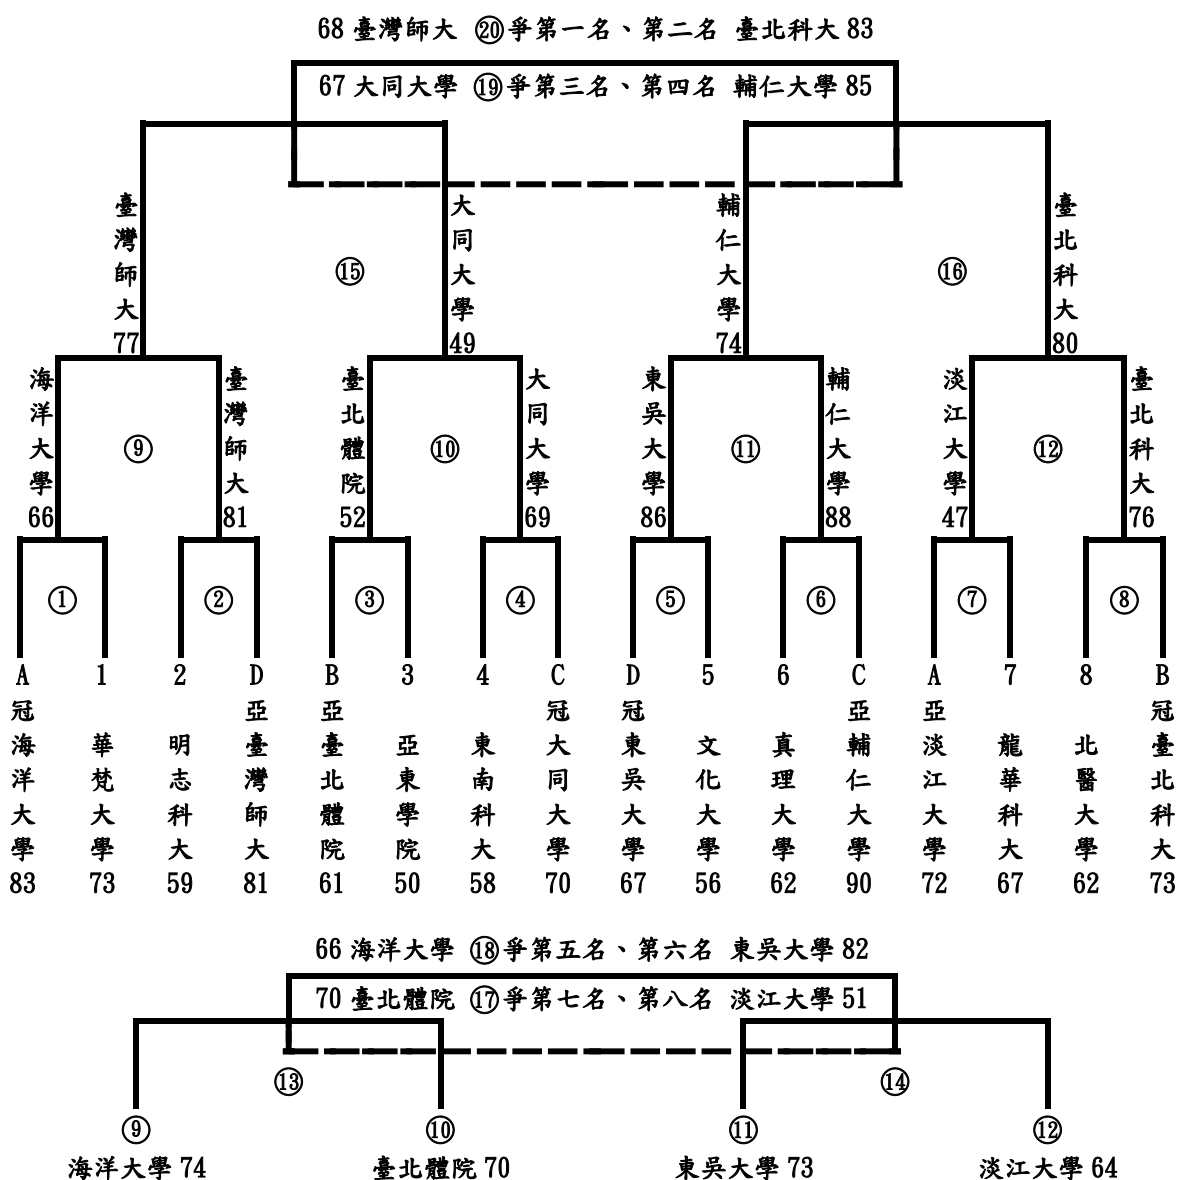 68 臺灣師大 ⑳爭第一名、第二名 臺北科大 83
67 大同大學 ⑲爭第三名、第四名 輔仁大學 85
臺灣師大 77
⑮
大同大學 49
輔仁大學 74
⑯
臺北科大 80
海洋大學 66
⑨
臺灣師大 81
臺北體院 52
⑩
大同大學 69
東吳大學 86
⑪
輔仁大學 88
淡江大學 47
⑫
臺北科大 76
① ② ③ ④ ⑤ ⑥ ⑦ ⑧
A冠 海洋大學 83
1 華梵大學 73
2 明志科大 59
D亞 臺灣師大 81
B亞 臺北體院 61
3 亞東學院 50
4 東南科大 58
C冠 大同大學 70
D冠 東吳大學 67
5 文化大學 56
6 真理大學 62
C亞 輔仁大學 90
A亞 淡江大學 72
7 龍華科大 67
8 北醫大學 62
B冠 臺北科大 73
66 海洋大學 ⑱爭第五名、第六名 東吳大學 82
70 臺北體院 ⑰爭第七名、第八名 淡江大學 51
⑬ ⑭
⑨ ⑩ ⑪ ⑫
海洋大學 74 臺北體院 70 東吳大學 73 淡江大學 64